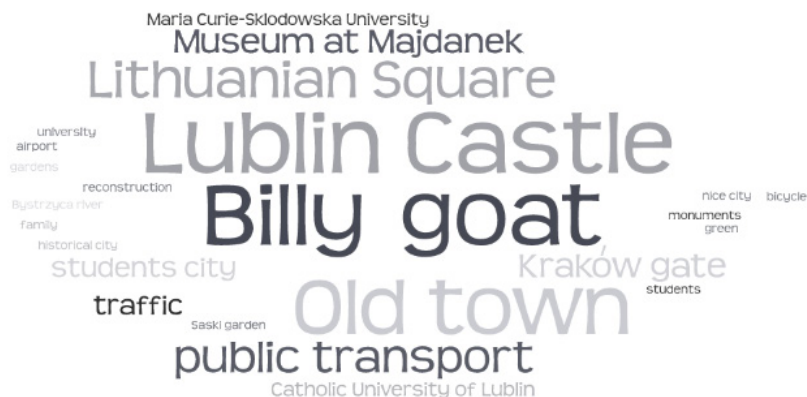 Maria Curie-Sklodowska University
Museum at Majdanek
Lithuanian Square
Lublin Castle
university
airport
gardens
reconstruction
Billy goat
nice city
bicycle
Bystrzyca river
monuments
family
green
historical city
students city
Kraków gate
students
Old town
traffic
Saski garden
public transport
Catholic University of Lublin